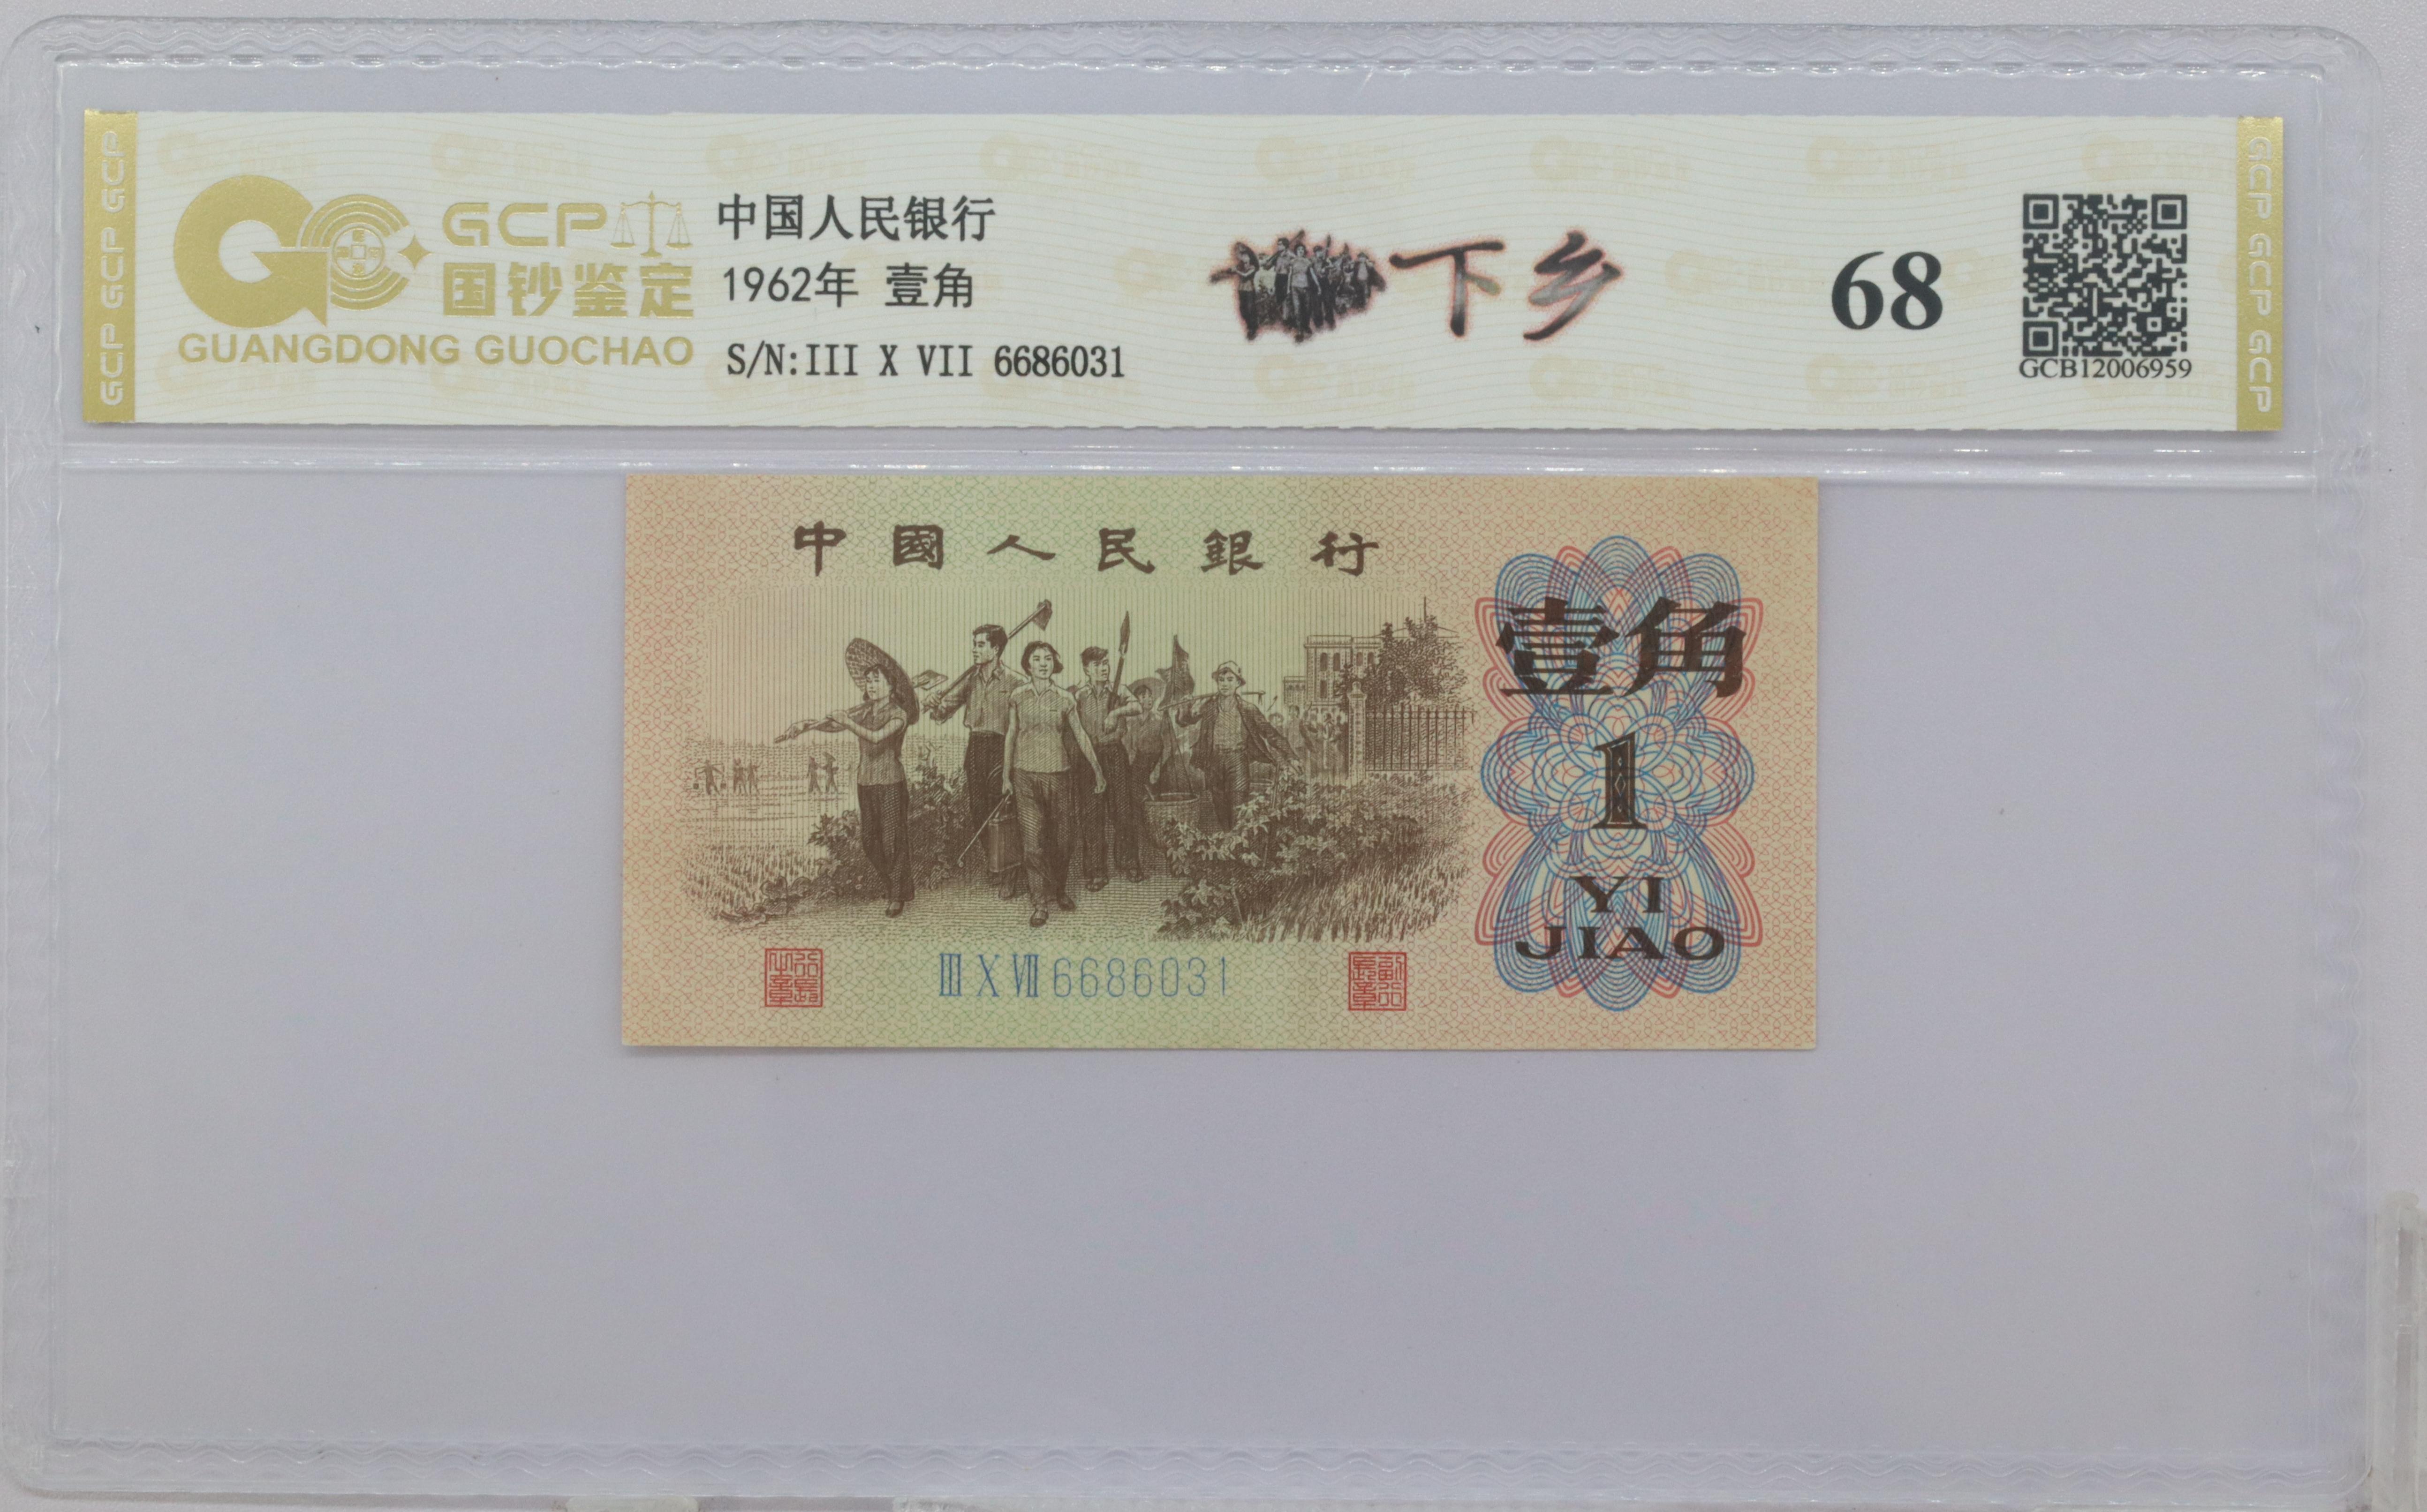 GCP GCP GCP
GCP
国钞鉴定
GUANGDONG GUOCHAO
中国人民银行
1962年 壹角
S/N:III X VII 6686031
下乡
68
GCB12006959
GCP GCP GCP
中國人民銀行
壹角
1
YI
JIAO
III X VII 6686031